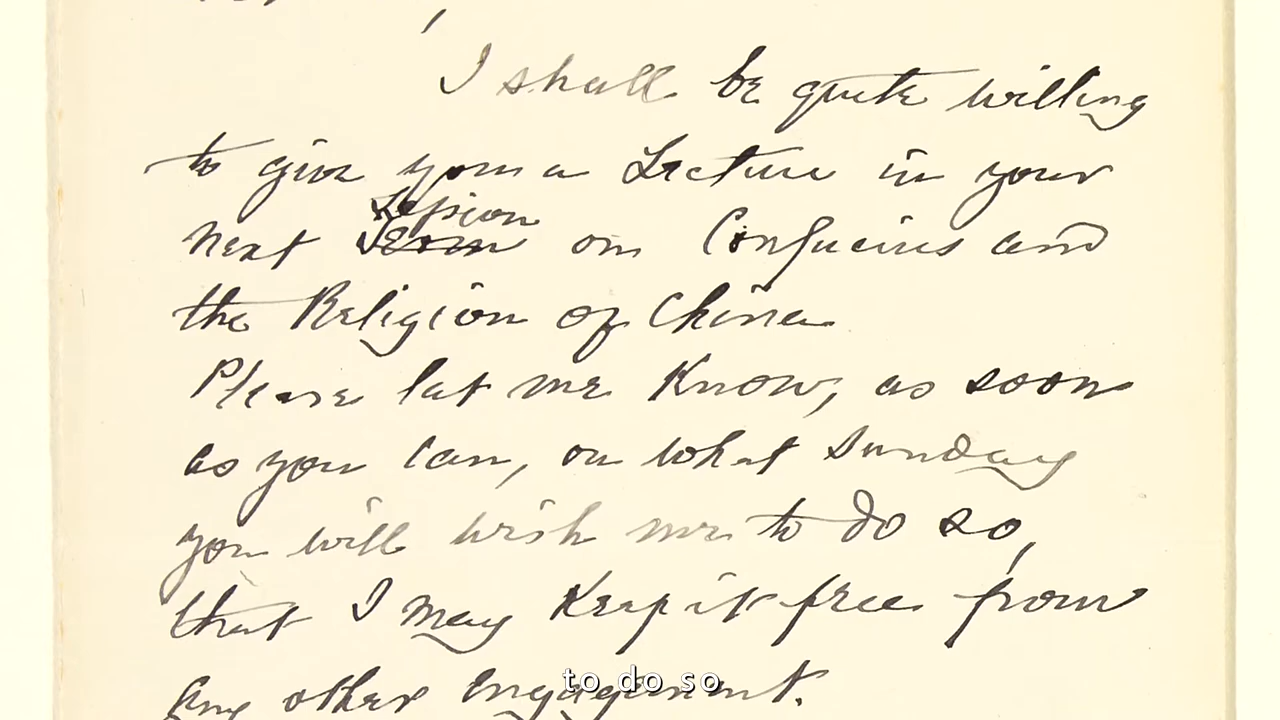 I shall be quite willing
to give you a Lecture in your
Session
next Term on Confucius and
the Religion of China
Please let me know, as soon
as you can, on what Sunday
you will wish me to do so,
that I may keep it free from
any other engagement.
to do so